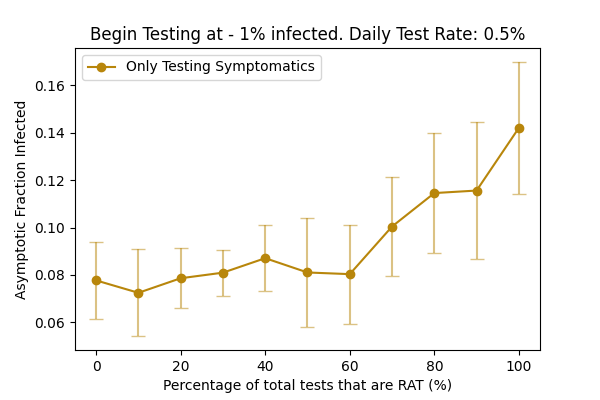 Begin Testing at - 1% infected. Daily Test Rate: 0.5%
Only Testing Symptomatics
Asymptotic Fraction Infected
0.16
0.14
0.12
0.10
0.08
0.06
0 20 40 60 80 100
Percentage of total tests that are RAT (%)